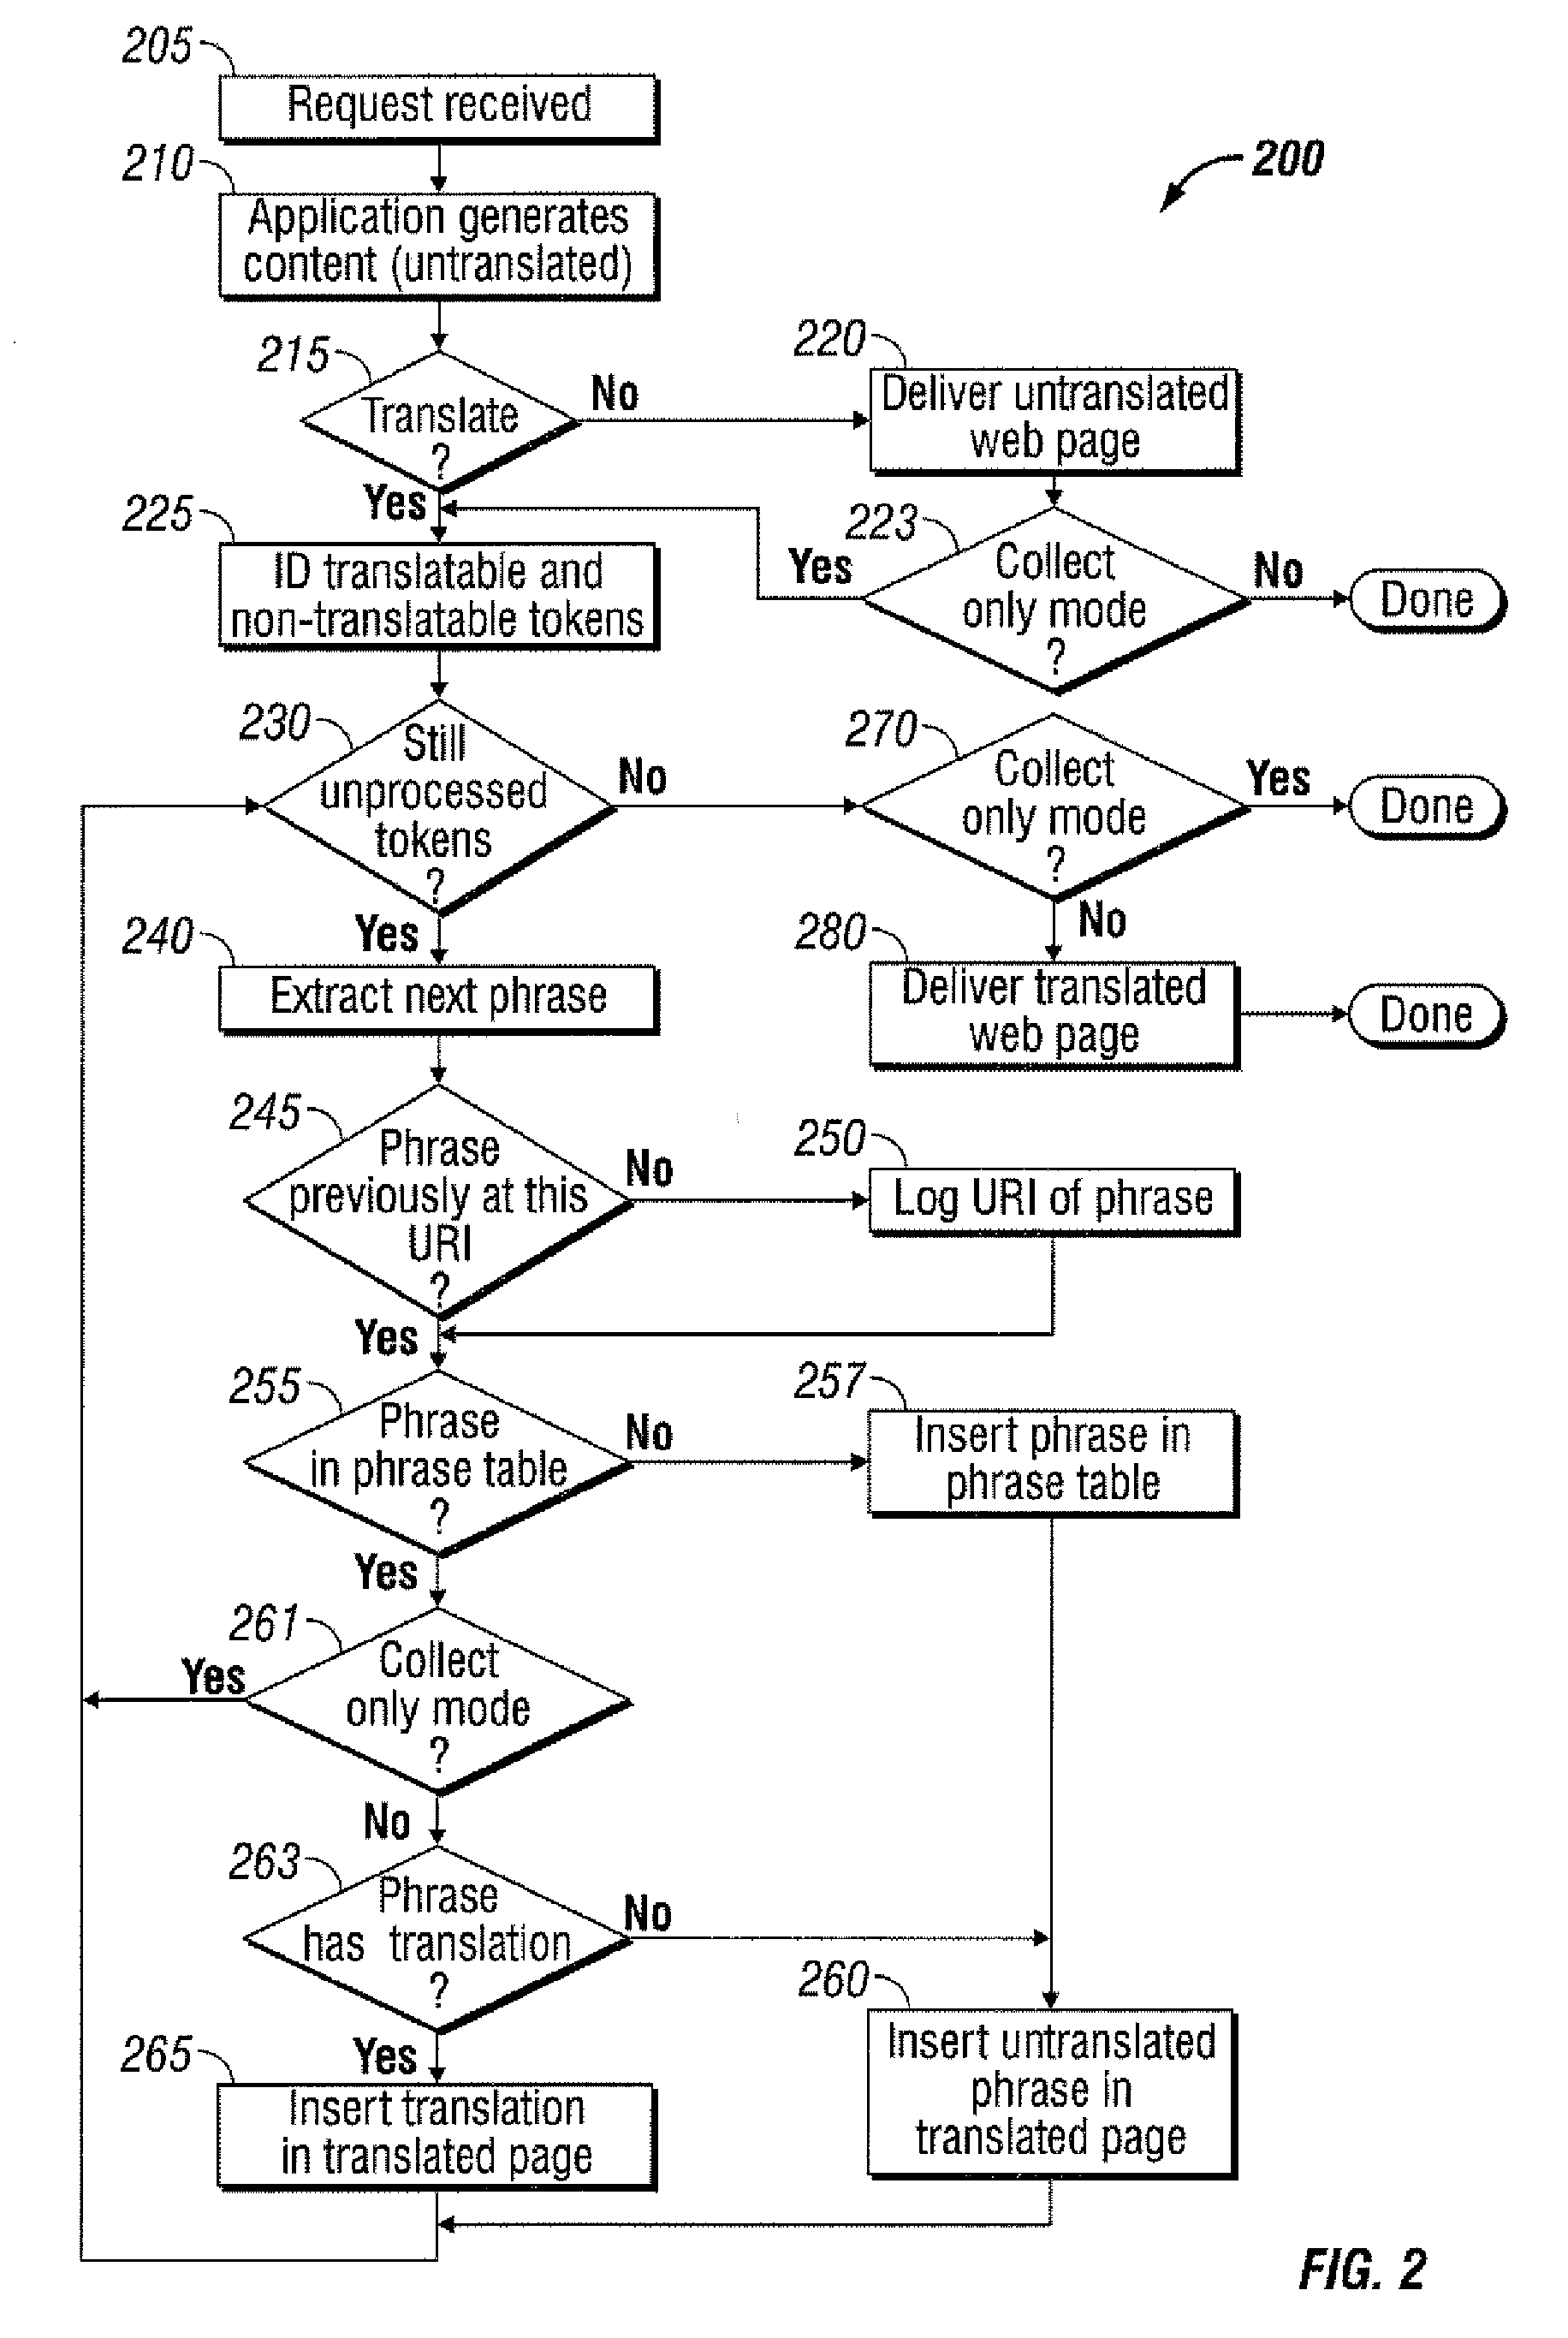 205
Request received
200
210
Application generates
content (untranslated)
215
Translate
?
No
Yes
220
Deliver untranslated
web page
223
Collect
only mode
?
Yes
No
Done
225
ID translatable and
non-translatable tokens
230
Still
unprocessed
tokens
?
No
Yes
270
Collect
only mode
?
Yes
Done
No
280
Deliver translated
web page
Done
240
Extract next phrase
245
Phrase
previously at this
URI
?
No
Yes
250
Log URI of phrase
255
Phrase
in phrase table
?
No
Yes
257
Insert phrase in
phrase table
261
Collect
only mode
?
Yes
No
263
Phrase
has translation
?
No
Yes
260
Insert untranslated
phrase in
translated page
265
Insert translation
in translated page
FIG. 2